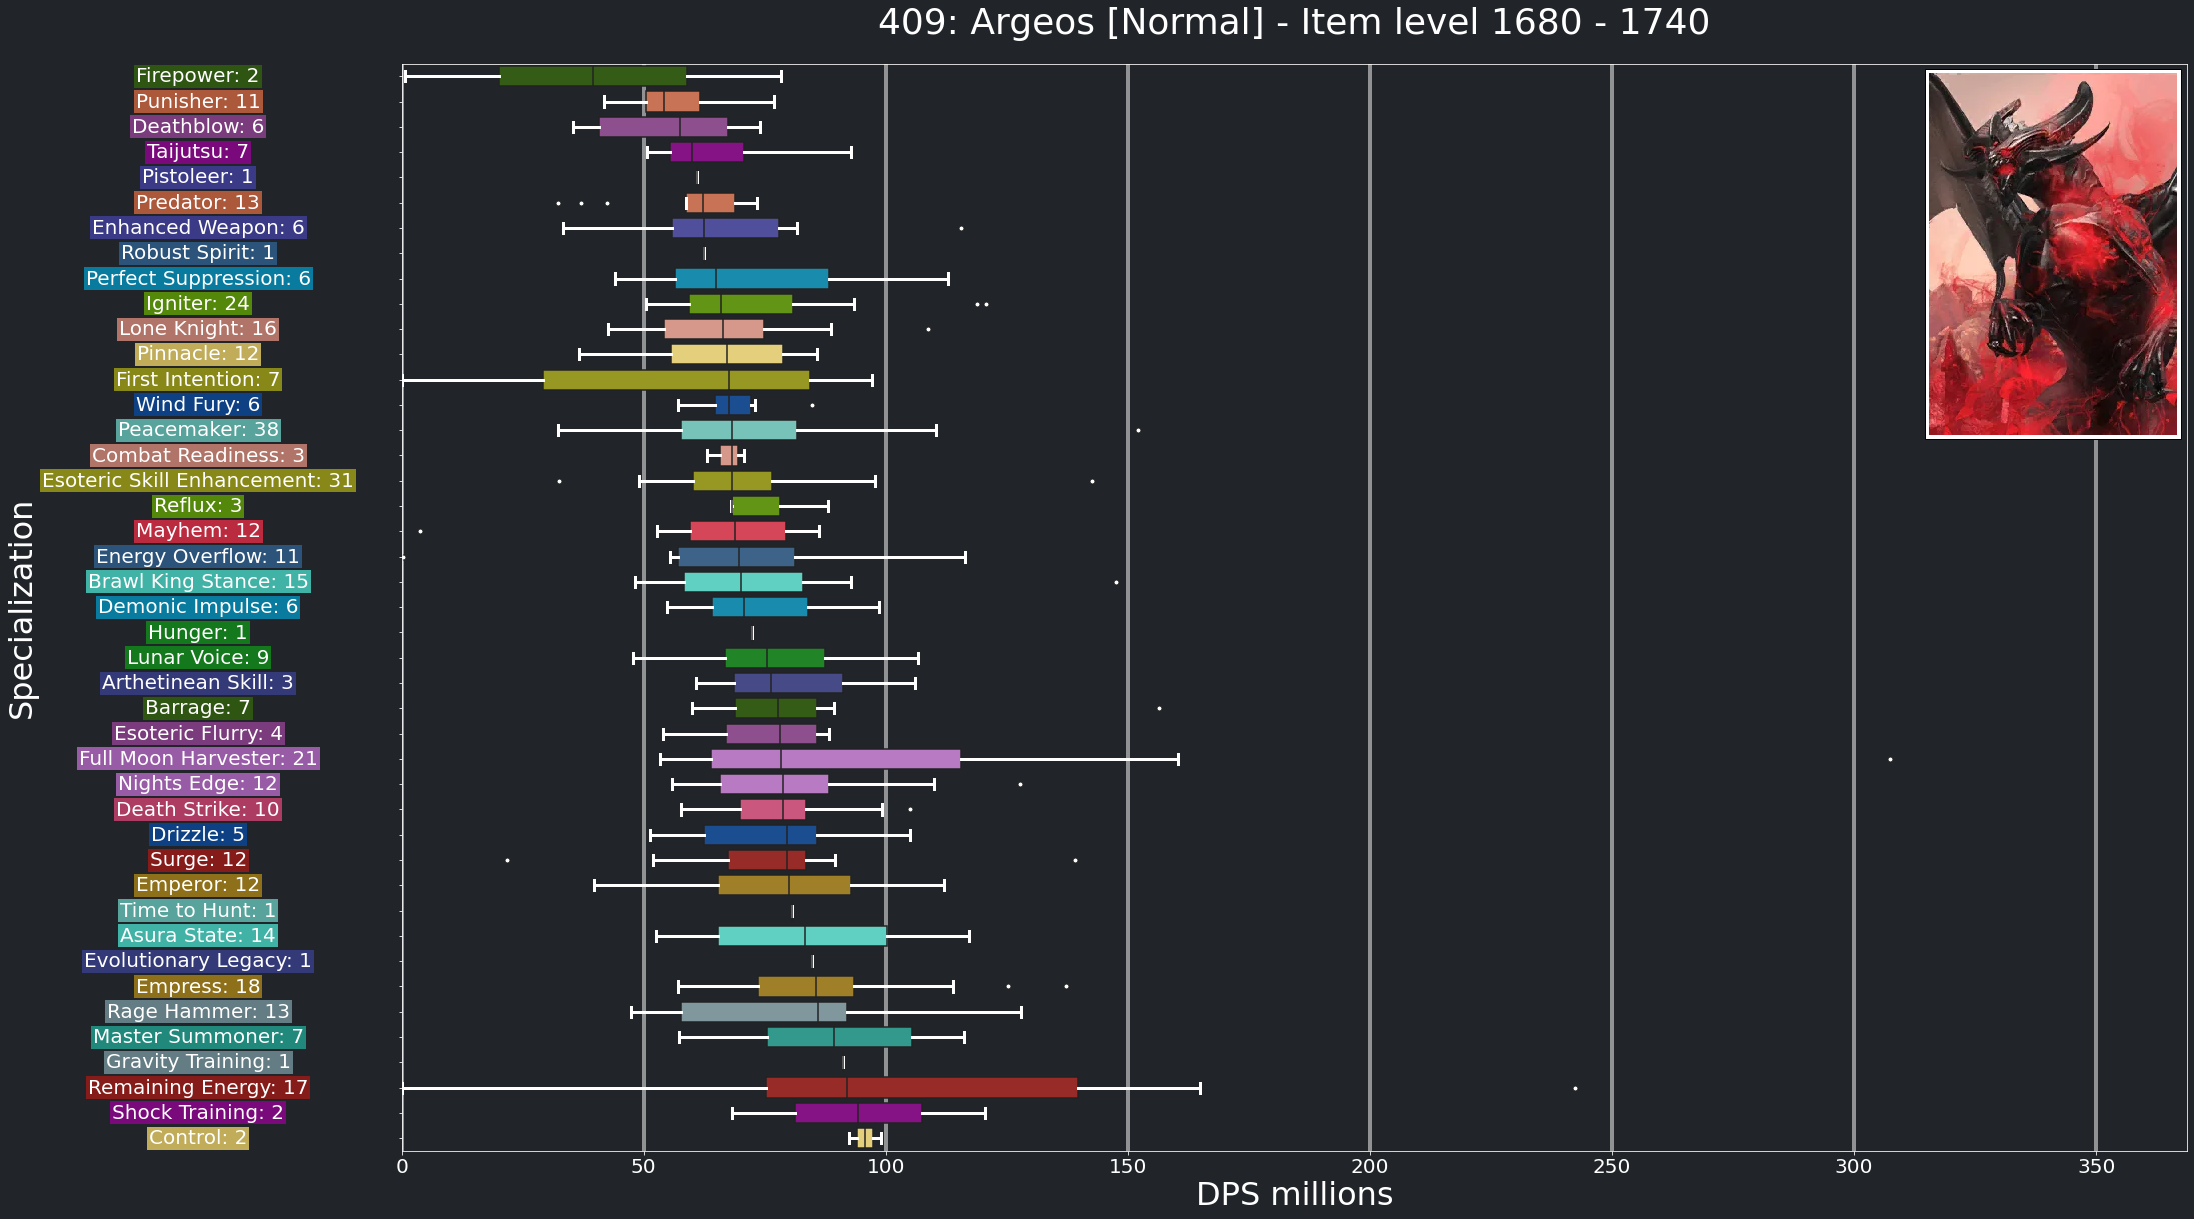 409: Argeos [Normal] - Item level 1680 - 1740
Specialization
Firepower: 2
Punisher: 11
Deathblow: 6
Taijutsu: 7
Pistoleer: 1
Predator: 13
Enhanced Weapon: 6
Robust Spirit: 1
Perfect Suppression: 6
Igniter: 24
Lone Knight: 16
Pinnacle: 12
First Intention: 7
Wind Fury: 6
Peacemaker: 38
Combat Readiness: 3
Esoteric Skill Enhancement: 31
Reflux: 3
Mayhem: 12
Energy Overflow: 11
Brawl King Stance: 15
Demonic Impulse: 6
Hunger: 1
Lunar Voice: 9
Arthetinean Skill: 3
Barrage: 7
Esoteric Flurry: 4
Full Moon Harvester: 21
Nights Edge: 12
Death Strike: 10
Drizzle: 5
Surge: 12
Emperor: 12
Time to Hunt: 1
Asura State: 14
Evolutionary Legacy: 1
Empress: 18
Rage Hammer: 13
Master Summoner: 7
Gravity Training: 1
Remaining Energy: 17
Shock Training: 2
Control: 2
0 50 100 150 200 250 300 350
DPS millions